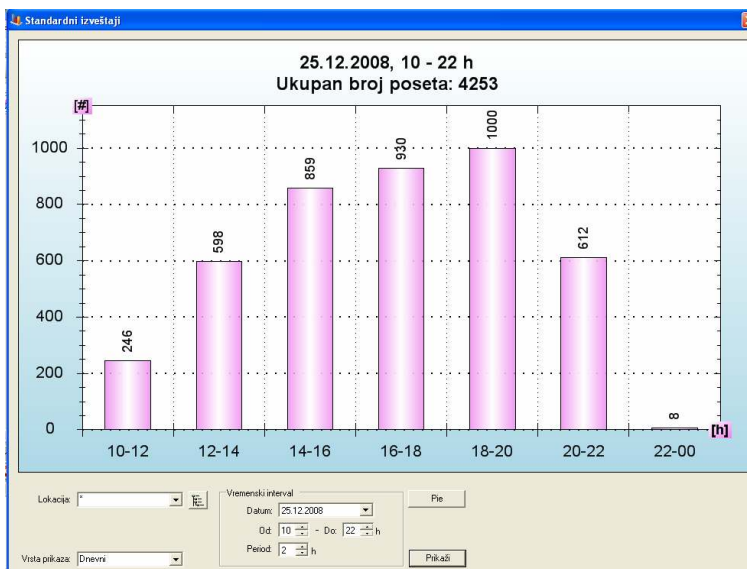 Standardni izveštaji
25.12.2008, 10 - 22 h
Ukupan broj poseta: 4253
[#]
1000
800
600
400
200
0
246
598
859
930
1000
612
8
[h]
10-12 12-14 14-16 16-18 18-20 20-22 22-00
Lokacija: *
Vremenski interval
Datum: 25.12.2008
Od: 10 - Do: 22 h
Period: 2 h
Pie
Vrsta prikaza: Dnevni
Prikaži